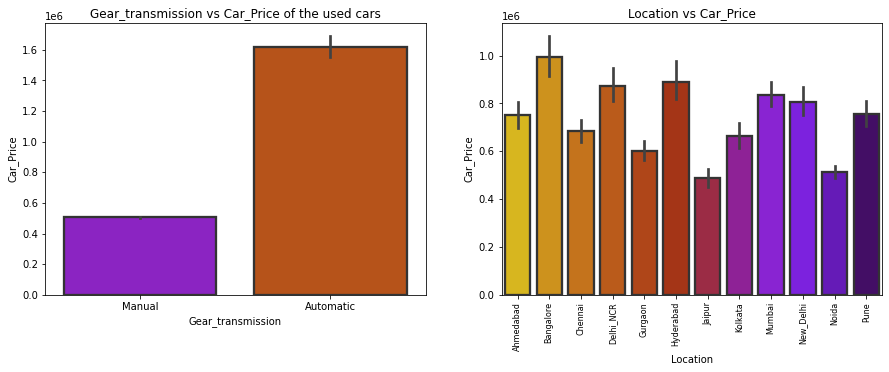 Gear_transmission vs Car_Price of the used cars
1e6
1.6
1.4
1.2
1.0
0.8
0.6
0.4
0.2
0.0
Car_Price
Manual
Automatic
Gear_transmission
Location vs Car_Price
1e6
1.0
0.8
0.6
0.4
0.2
0.0
Car_Price
Ahmedabad
Bangalore
Chennai
Delhi_NCR
Gurgaon
Hyderabad
Jaipur
Kolkata
Mumbai
New_Delhi
Noida
Pune
Location